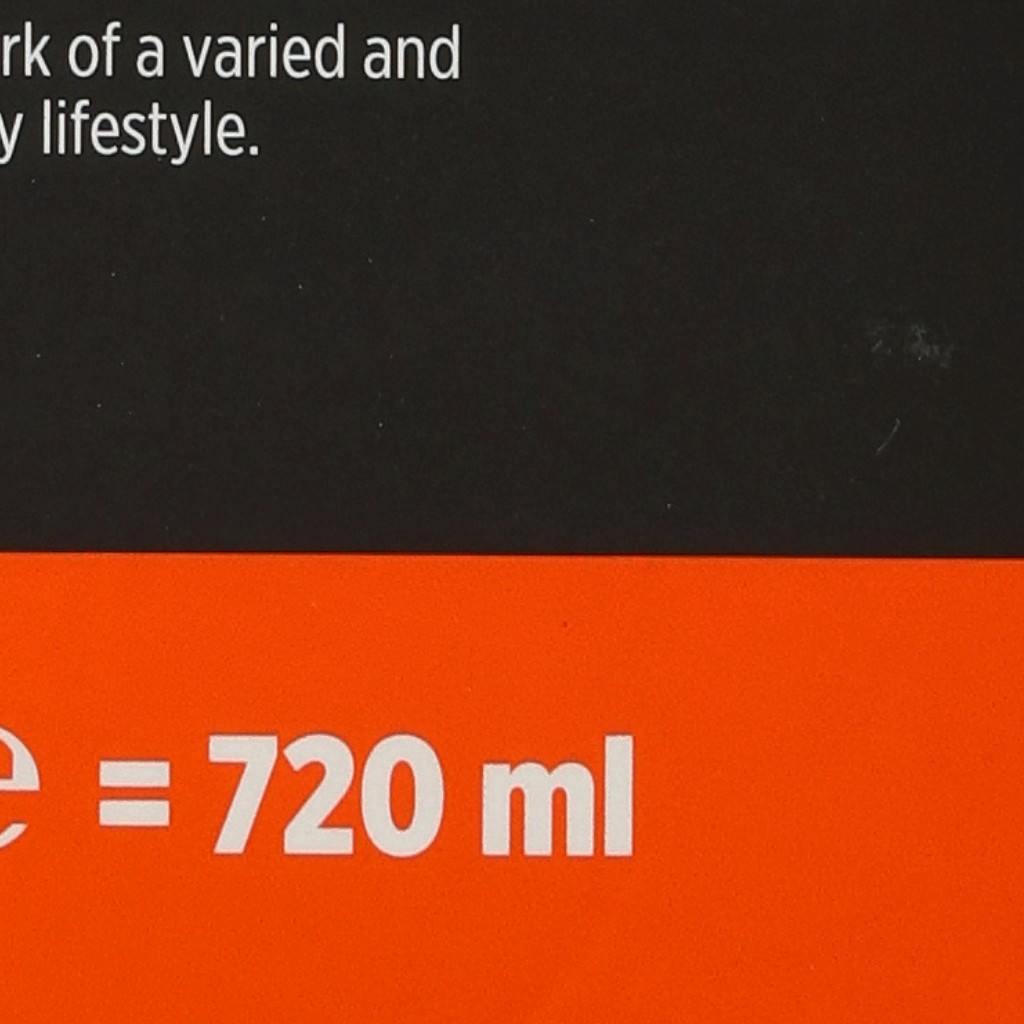 rk of a varied and
y lifestyle.
e = 720 ml